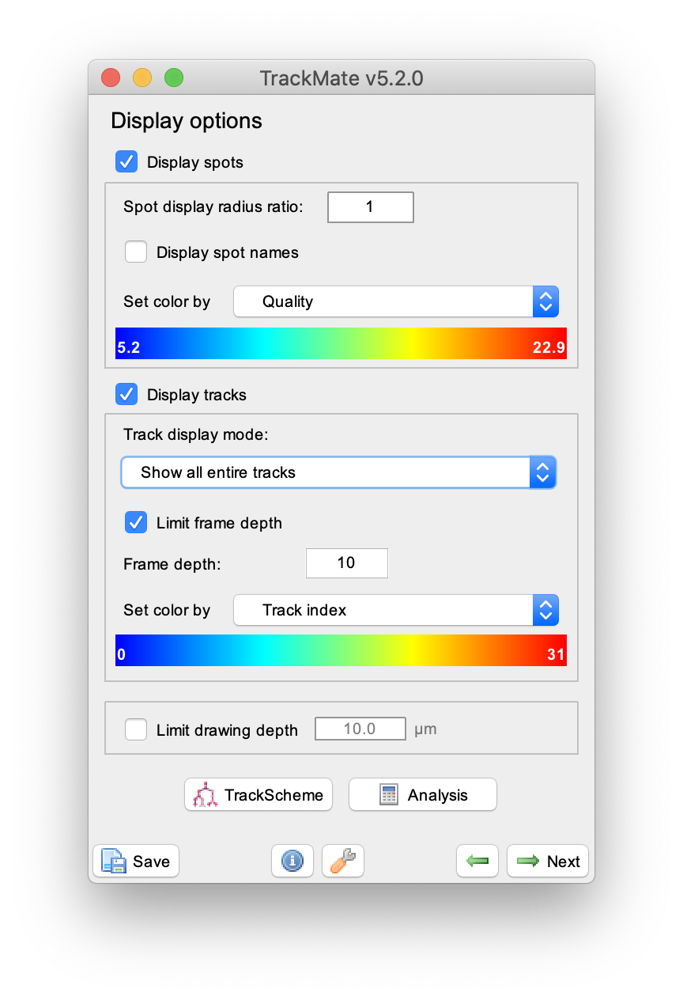 TrackMate v5.2.0
Display options
Display spots
Spot display radius ratio: 1
Display spot names
Set color by Quality
5.2 22.9
Display tracks
Track display mode:
Show all entire tracks
Limit frame depth
Frame depth: 10
Set color by Track index
0 31
Limit drawing depth 10.0 µm
TrackScheme Analysis
Save Next